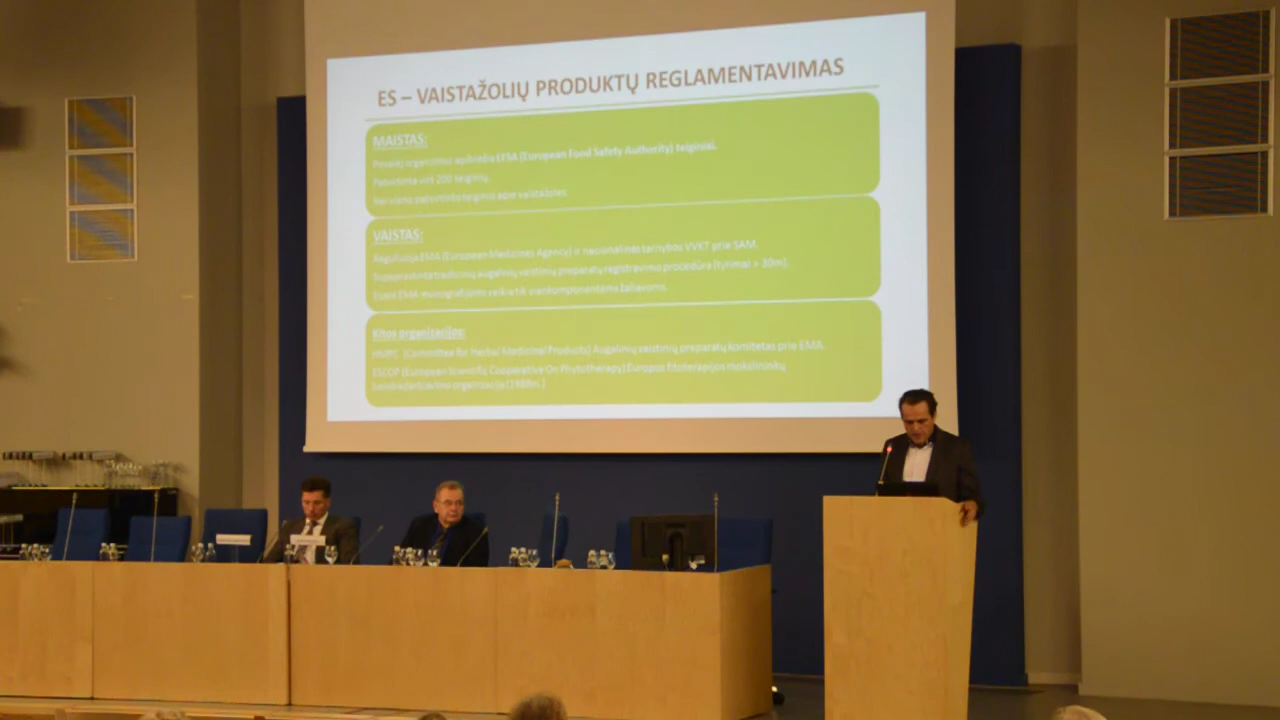 ES – VAISTAŽOLIŲ PRODUKTŲ REGLAMENTAVIMAS
MAISTAS:
Poveikį organizmui apibrėžia EFSA (European Food Safety Authority) teiginiai.
Patvirtinta virš 200 teiginių.
Nei vieno patvirtinto teiginio apie vaistažoles
VAISTAS:
Reguliuoja EMA (European Medicines Agency) ir nacionalinės tarnybos VVKT prie SAM.
Supaprastinta tradicinių augalinių vaistinių preparatų registravimo procedūra (tyrimai > 30m).
EMA monografijoms veikia tik vienkomponentėms žaliavoms.
Kitos organizacijos:
HMPC (Committee for Herbal Medicinal Products) Augalinių vaistinių preparatų komitetas prie EMA.
ESCOP (European Scientific Cooperative On Phytotherapy) Europos fitoterapijos mokslininkų
bendradarbiavimo organizacija (1989m.)